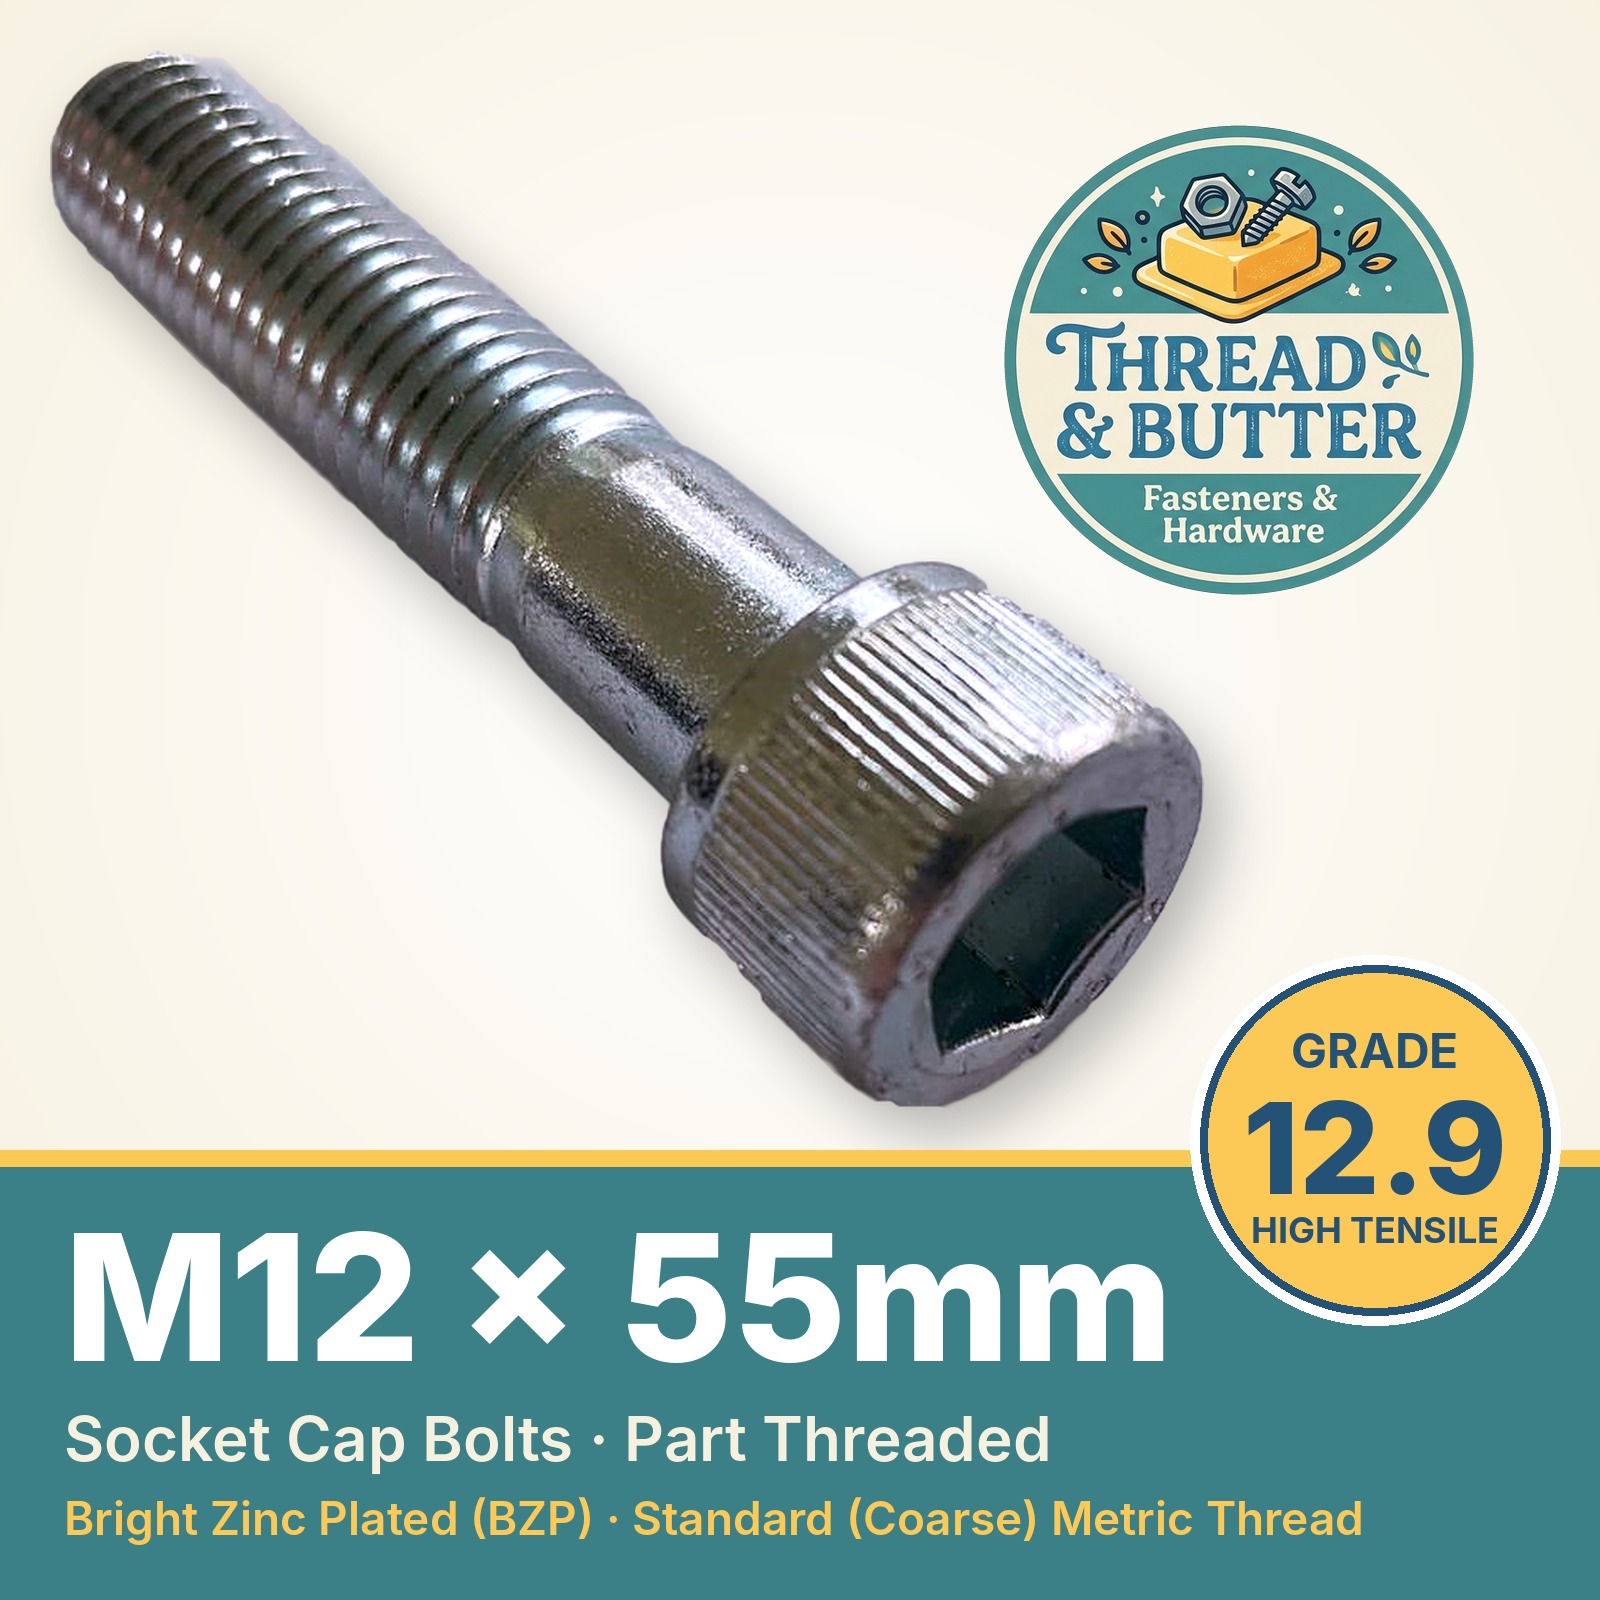 THREAD
& BUTTER
Fasteners &
Hardware
GRADE
12.9
HIGH TENSILE
M12 × 55mm
Socket Cap Bolts · Part Threaded
Bright Zinc Plated (BZP) · Standard (Coarse) Metric Thread